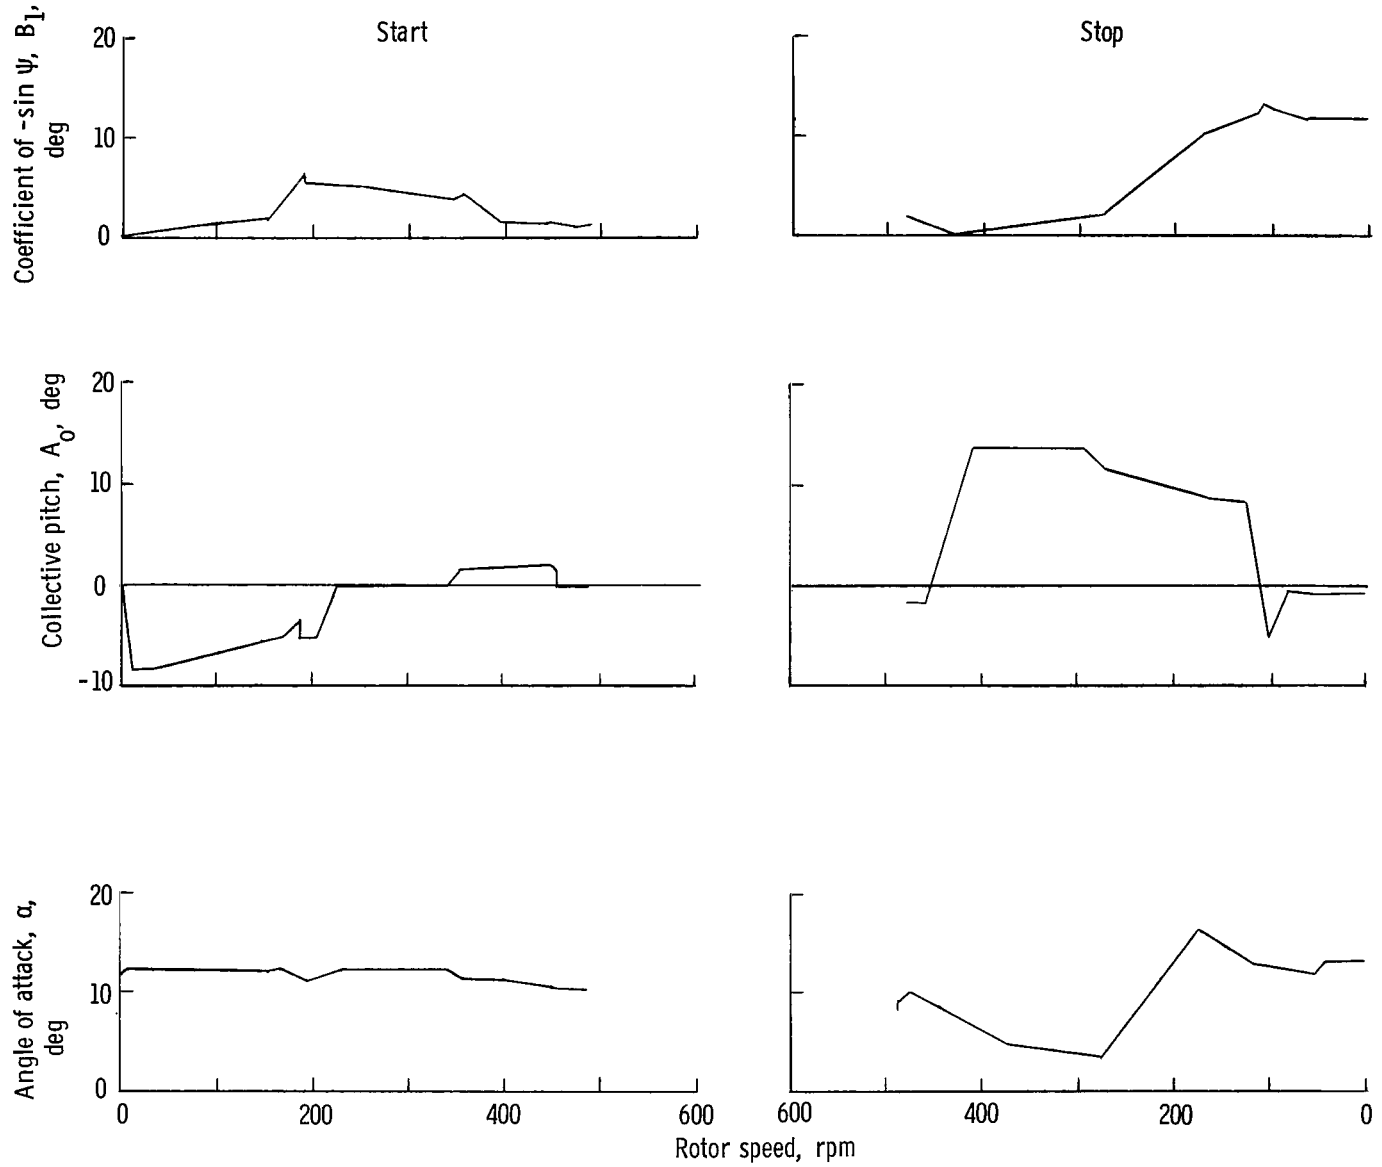 Start
Stop
Coefficient of -sin ψ, B1,
deg
20
10
0
Collective pitch, Ao, deg
20
10
0
-10
Angle of attack, α,
deg
20
10
0
0 200 400 600
600 400 200 0
Rotor speed, rpm